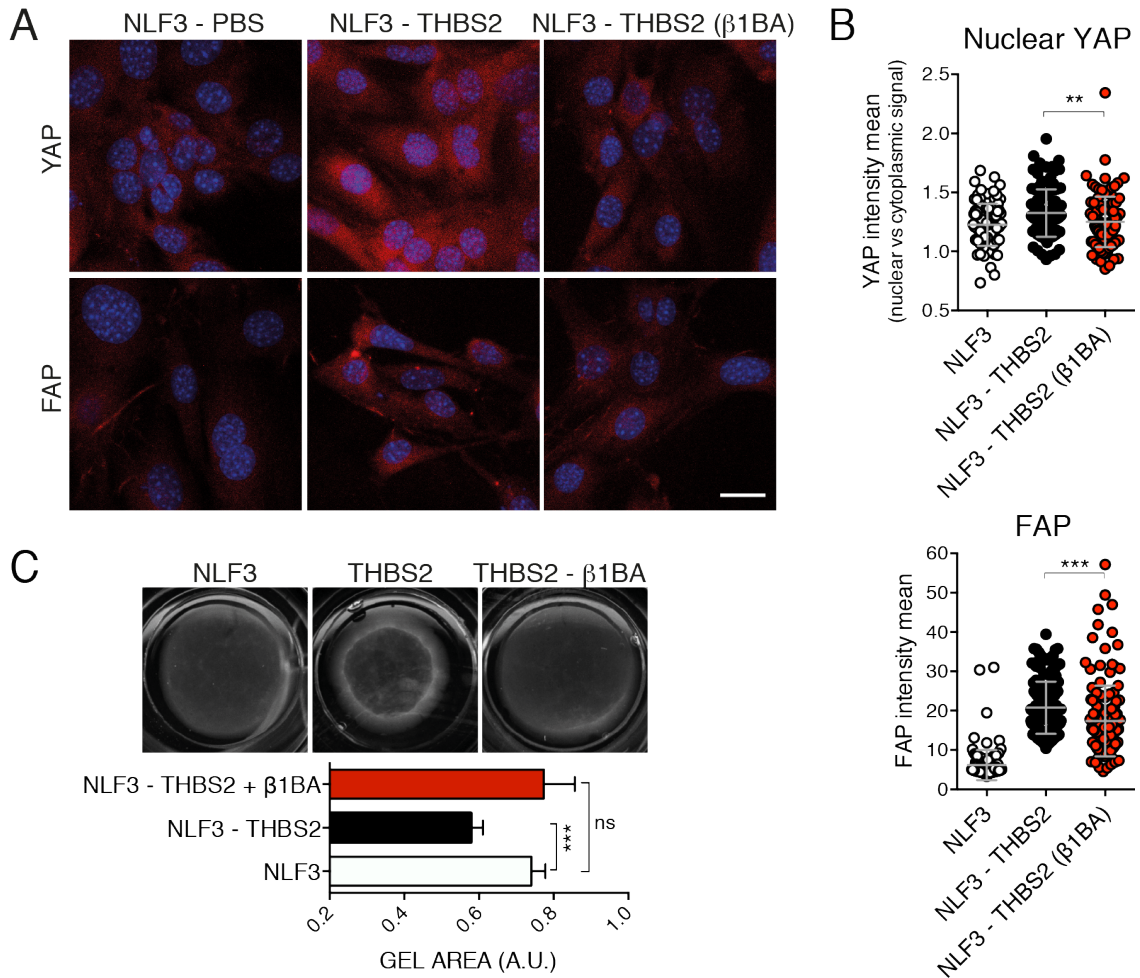 A
NLF3 - PBS
NLF3 - THBS2
NLF3 - THBS2 (β1BA)
YAP
FAP
B
Nuclear YAP
YAP intensity mean
(nuclear vs cytoplasmic signal)
2.5
2.0
1.5
1.0
0.5
**
NLF3
NLF3 - THBS2
NLF3 - THBS2 (β1BA)
FAP
FAP intensity mean
60
50
40
30
20
10
0
***
NLF3
NLF3 - THBS2
NLF3 - THBS2 (β1BA)
C
NLF3
THBS2
THBS2 - β1BA
NLF3 - THBS2 + β1BA
NLF3 - THBS2
NLF3
***
ns
0.2
0.4
0.6
0.8
1.0
GEL AREA (A.U.)